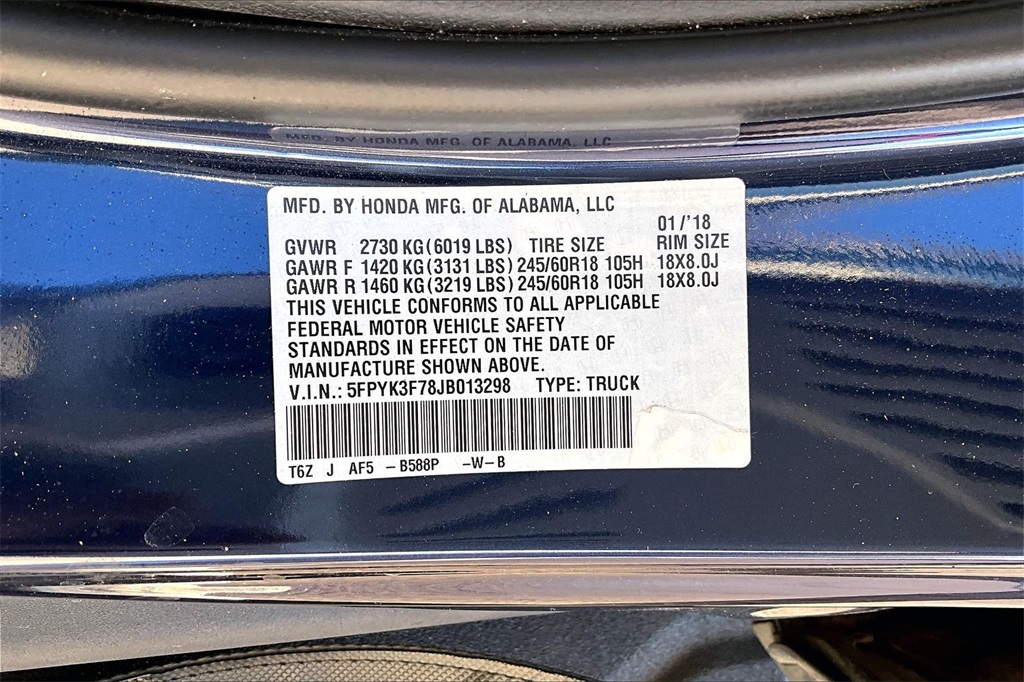 MFD. BY HONDA MFG. OF ALABAMA, LLC
MFD. BY HONDA MFG. OF ALABAMA, LLC
01/'18
GVWR 2730 KG(6019 LBS) TIRE SIZE RIM SIZE
GAWR F 1420 KG(3131 LBS) 245/60R18 105H 18X8.0J
GAWR R 1460 KG(3219 LBS) 245/60R18 105H 18X8.0J
THIS VEHICLE CONFORMS TO ALL APPLICABLE
FEDERAL MOTOR VEHICLE SAFETY
STANDARDS IN EFFECT ON THE DATE OF
MANUFACTURE SHOWN ABOVE.
V.I.N.: 5FPYK3F78JB013298 TYPE: TRUCK
T6Z J AF5 -B588P -W-B